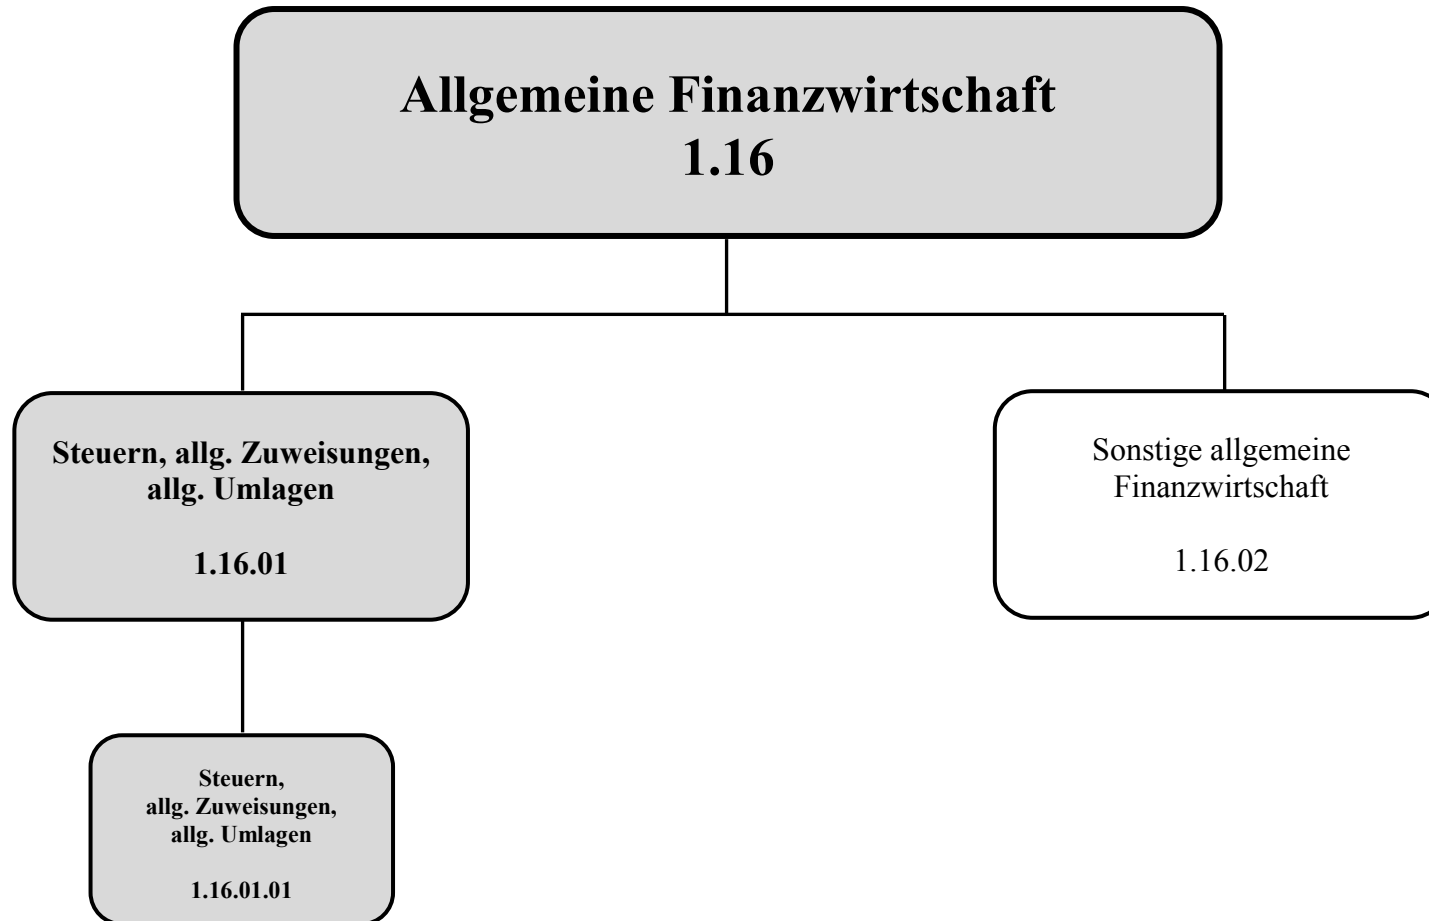 Allgemeine Finanzwirtschaft
1.16
Steuern, allg. Zuweisungen,
allg. Umlagen
1.16.01
Sonstige allgemeine
Finanzwirtschaft
1.16.02
Steuern,
allg. Zuweisungen,
allg. Umlagen
1.16.01.01